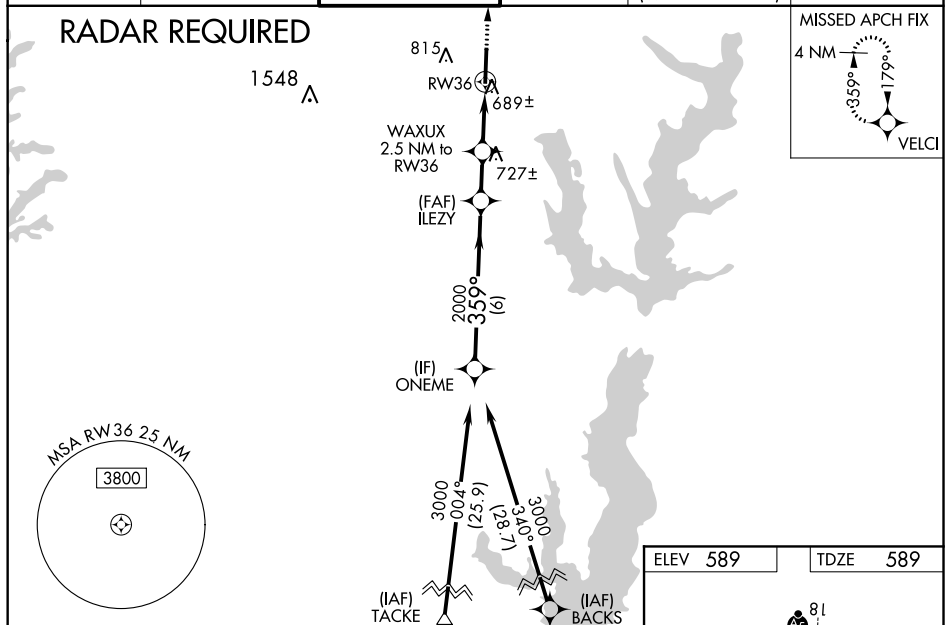 RADAR REQUIRED
MISSED APCH FIX
4 NM
359°
179°
VELCI
815
1548
RW36
689±
WAXUX
2.5 NM to
RW36
727±
(FAF)
ILEZY
2000
359°
(6)
(IF)
ONEME
MSA RW36 25 NM
3800
3000
004°
(25.9)
3000
340°
(28.7)
(IAF)
TACKE
(IAF)
BACKS
ELEV 589
TDZE 589
18